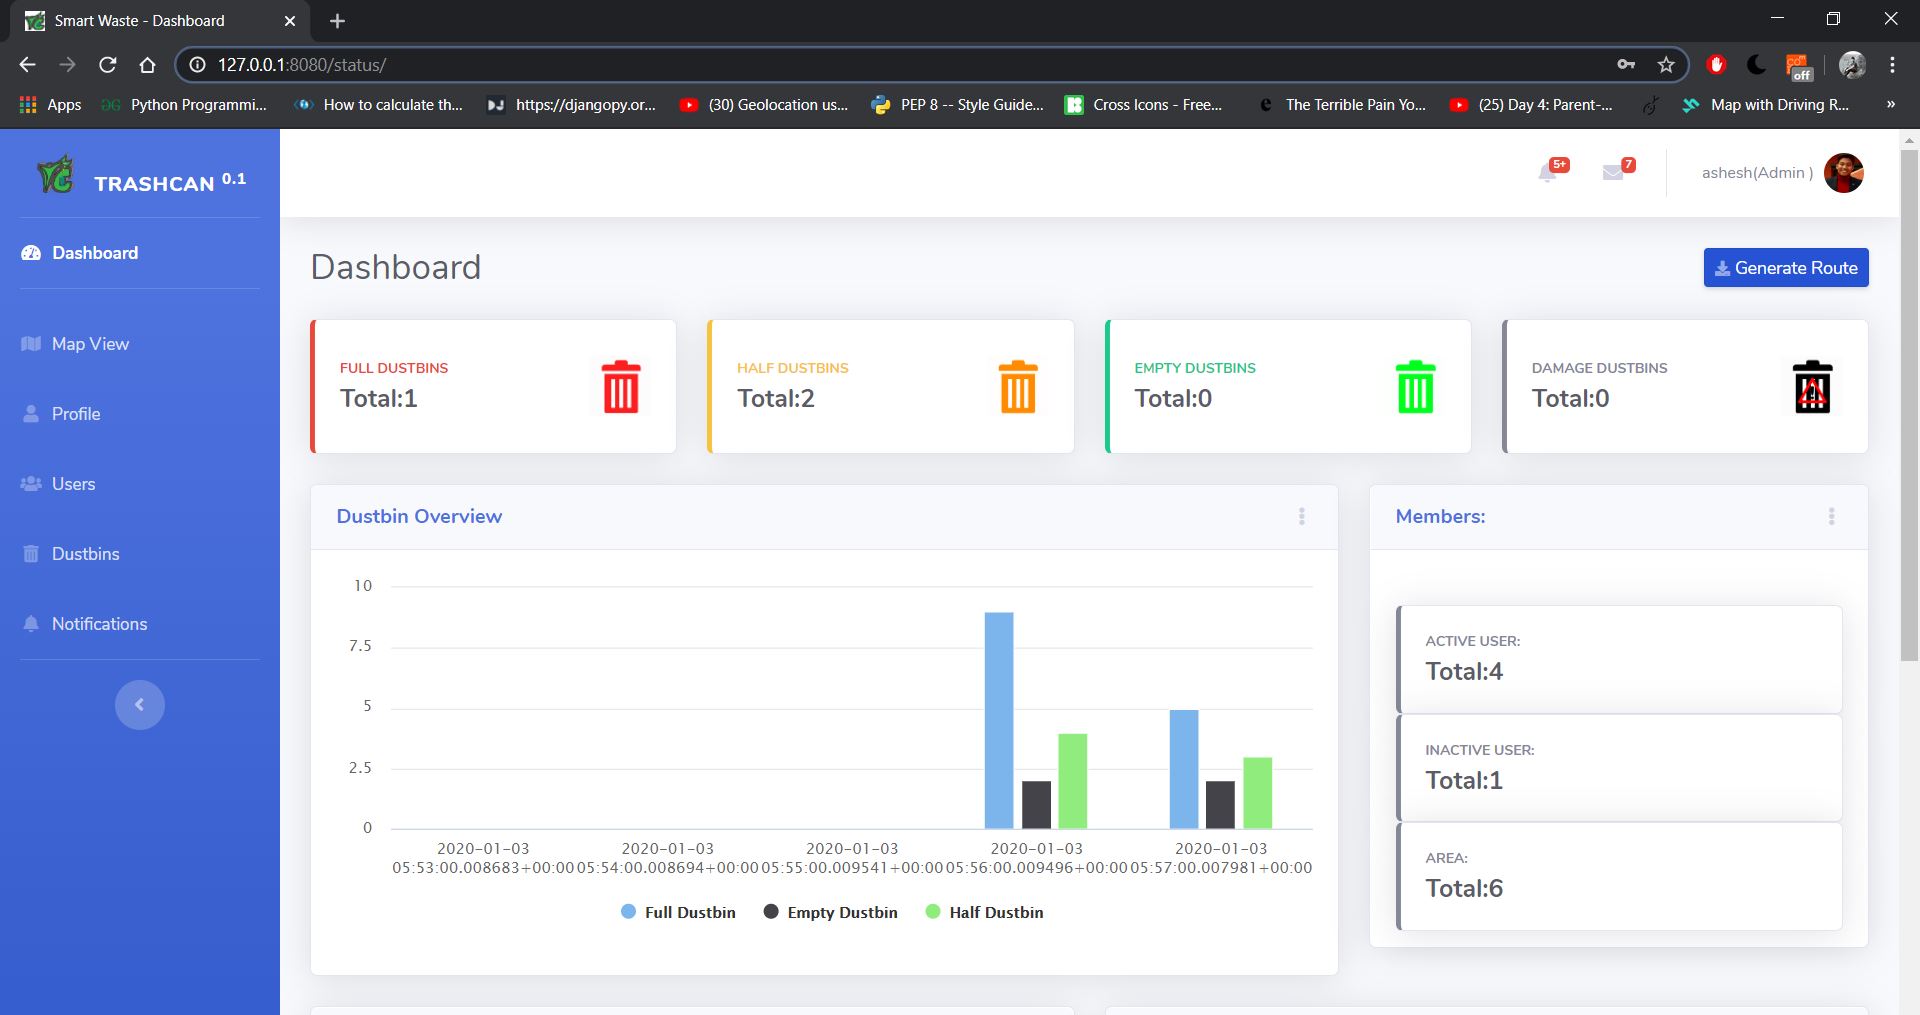 Smart Waste - Dashboard
127.0.0.1:8080/status/
off
Apps
Python Programmi...
How to calculate th...
DJ
https://djangopy.or...
(30) Geolocation us...
PEP 8 -- Style Guide...
Cross Icons - Free...
The Terrible Pain Yo...
(25) Day 4: Parent-...
Map with Driving R...
»
TRASHCAN 0.1
5+
7
ashesh(Admin )
Dashboard
Map View
Profile
Users
Dustbins
Notifications
Dashboard
Generate Route
FULL DUSTBINS
Total:1
HALF DUSTBINS
Total:2
EMPTY DUSTBINS
Total:0
DAMAGE DUSTBINS
Total:0
Dustbin Overview
10
7.5
5
2.5
0
2020-01-03
05:53:00.008683+00:00
2020-01-03
05:54:00.008694+00:00
2020-01-03
05:55:00.009541+00:00
2020-01-03
05:56:00.009496+00:00
2020-01-03
05:57:00.007981+00:00
Full Dustbin
Empty Dustbin
Half Dustbin
Members:
ACTIVE USER:
Total:4
INACTIVE USER:
Total:1
AREA:
Total:6